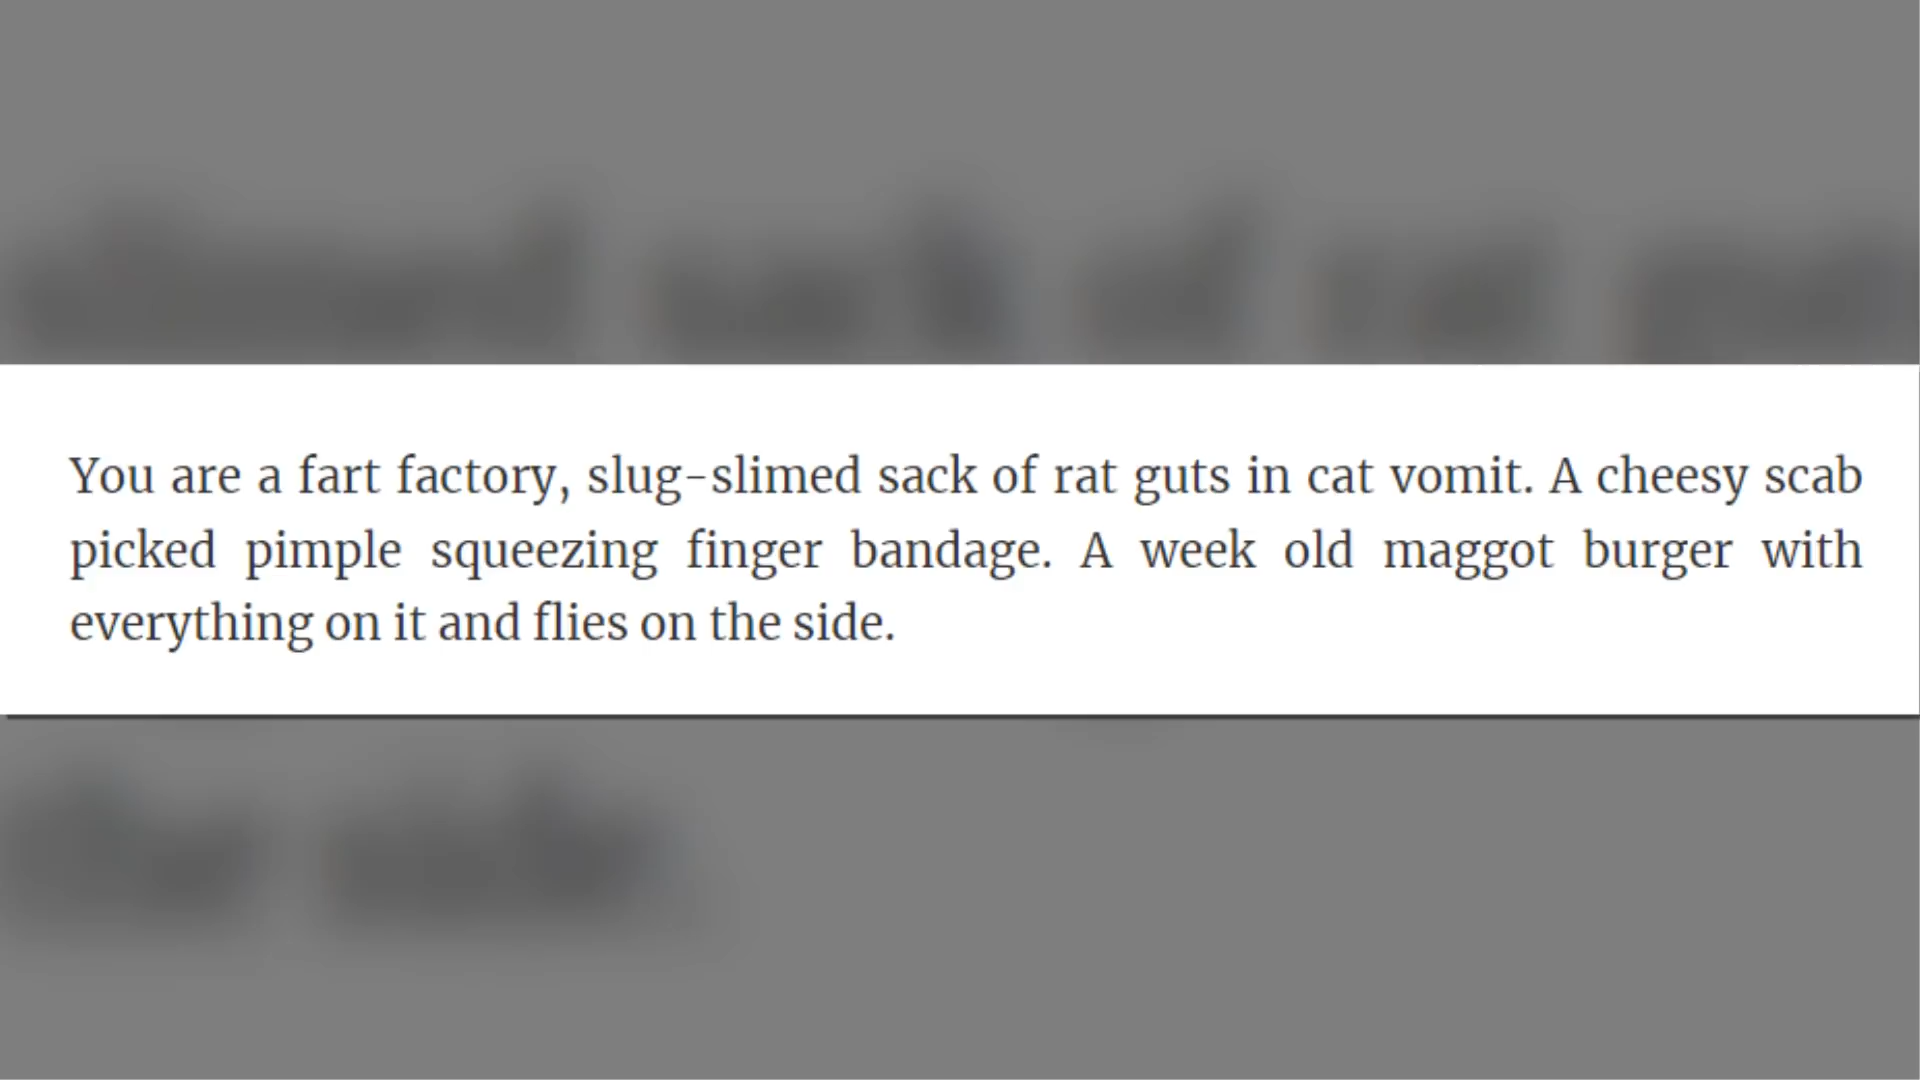 You are a fart factory, slug-slimed sack of rat guts in cat vomit. A cheesy scab
picked pimple squeezing finger bandage. A week old maggot burger with
everything on it and flies on the side.